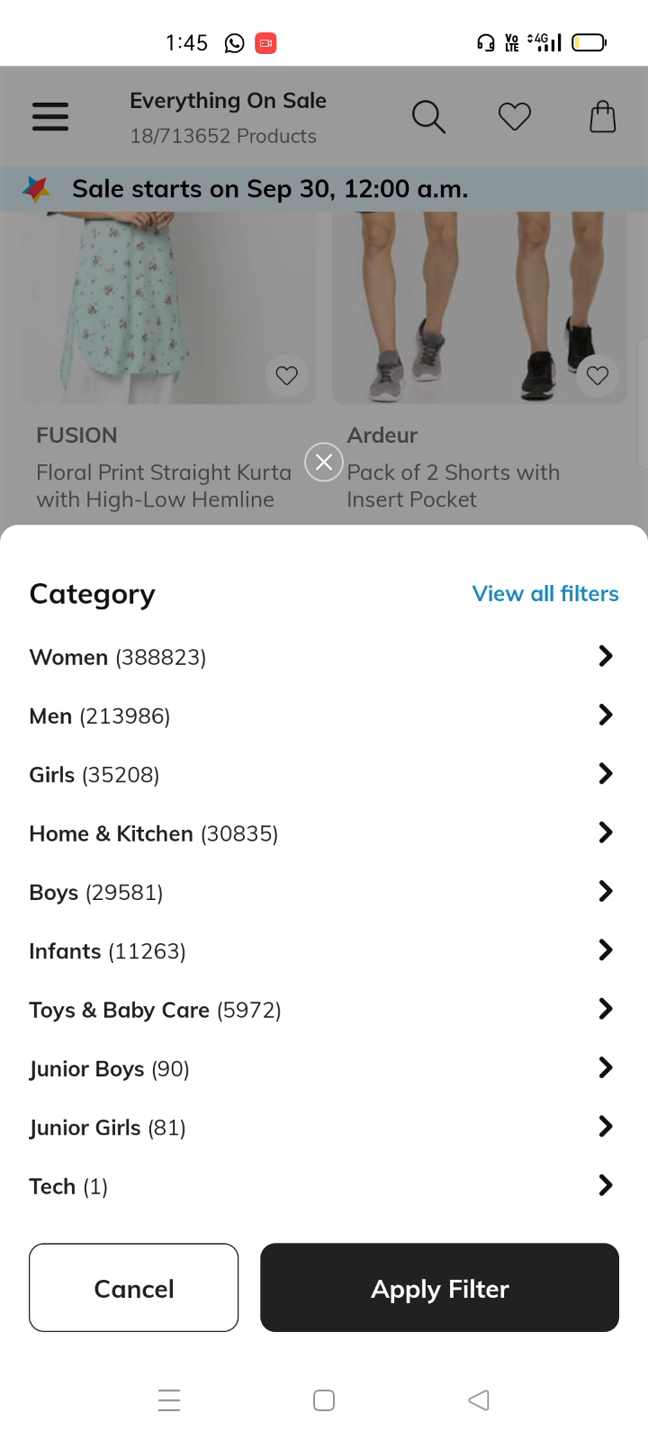 1:45
Vo LTE 4G
Everything On Sale
18/713652 Products
Sale starts on Sep 30, 12:00 a.m.
FUSION
Floral Print Straight Kurta
with High-Low Hemline
Ardeur
Pack of 2 Shorts with
Insert Pocket
Category
View all filters
Women (388823)
Men (213986)
Girls (35208)
Home & Kitchen (30835)
Boys (29581)
Infants (11263)
Toys & Baby Care (5972)
Junior Boys (90)
Junior Girls (81)
Tech (1)
Cancel
Apply Filter